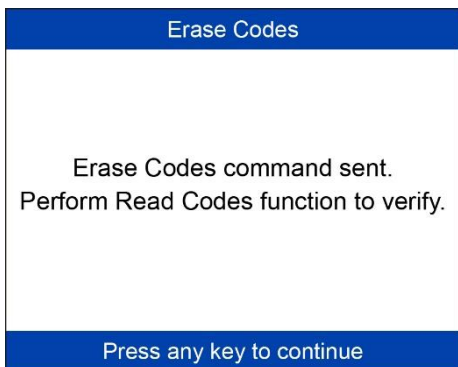 Erase Codes
Erase Codes command sent.
Perform Read Codes function to verify.
Press any key to continue